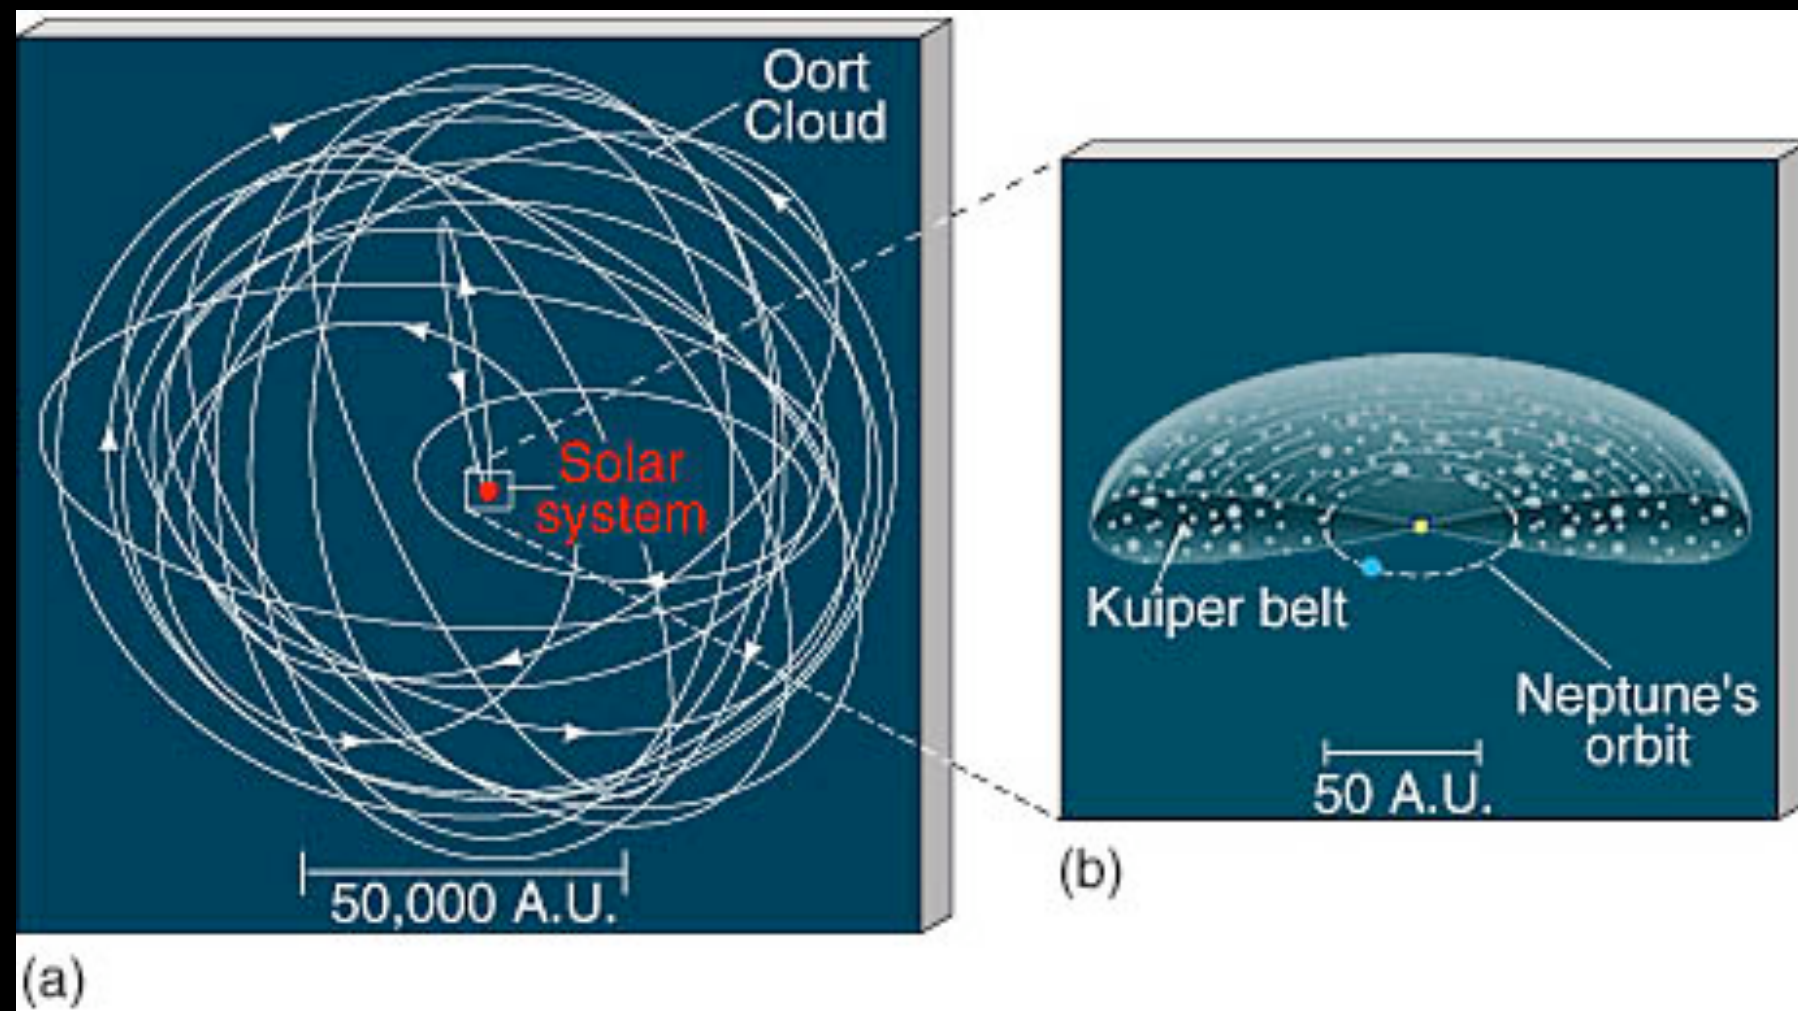 Oort
Cloud
Solar
system
50,000 A.U.
(a)
Kuiper belt
Neptune's
orbit
50 A.U.
(b)